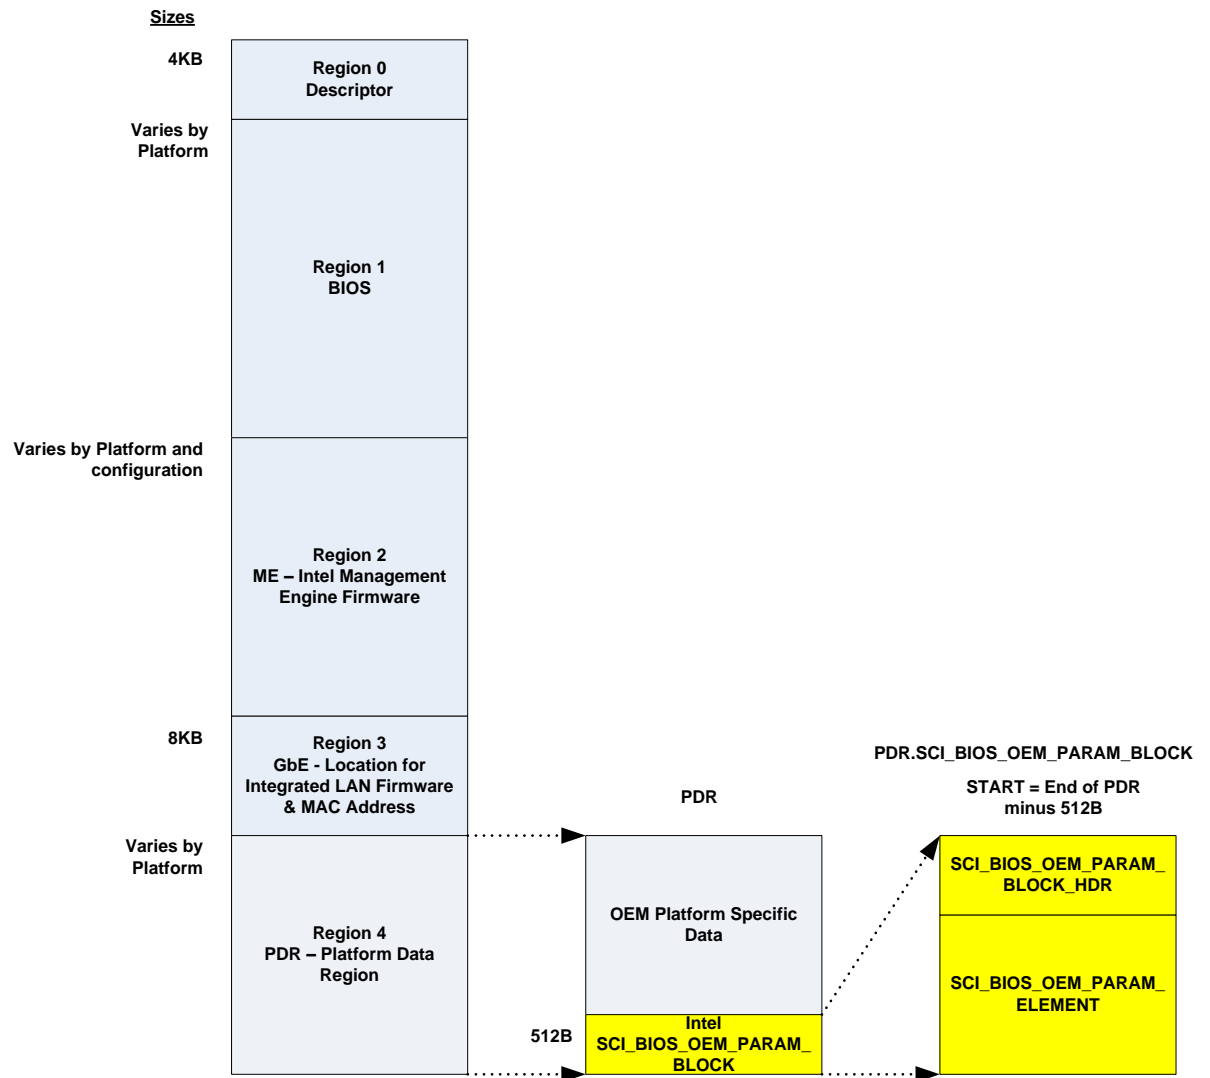 Sizes
4KB
Region 0
Descriptor
Varies by
Platform
Region 1
BIOS
Varies by Platform and
configuration
Region 2
ME – Intel Management
Engine Firmware
8KB
Region 3
GbE - Location for
Integrated LAN Firmware
& MAC Address
Varies by
Platform
Region 4
PDR – Platform Data
Region
PDR
OEM Platform Specific
Data
512B
Intel
SCI_BIOS_OEM_PARAM_
BLOCK
PDR.SCI_BIOS_OEM_PARAM_BLOCK
START = End of PDR
minus 512B
SCI_BIOS_OEM_PARAM_
BLOCK_HDR
SCI_BIOS_OEM_PARAM_
ELEMENT